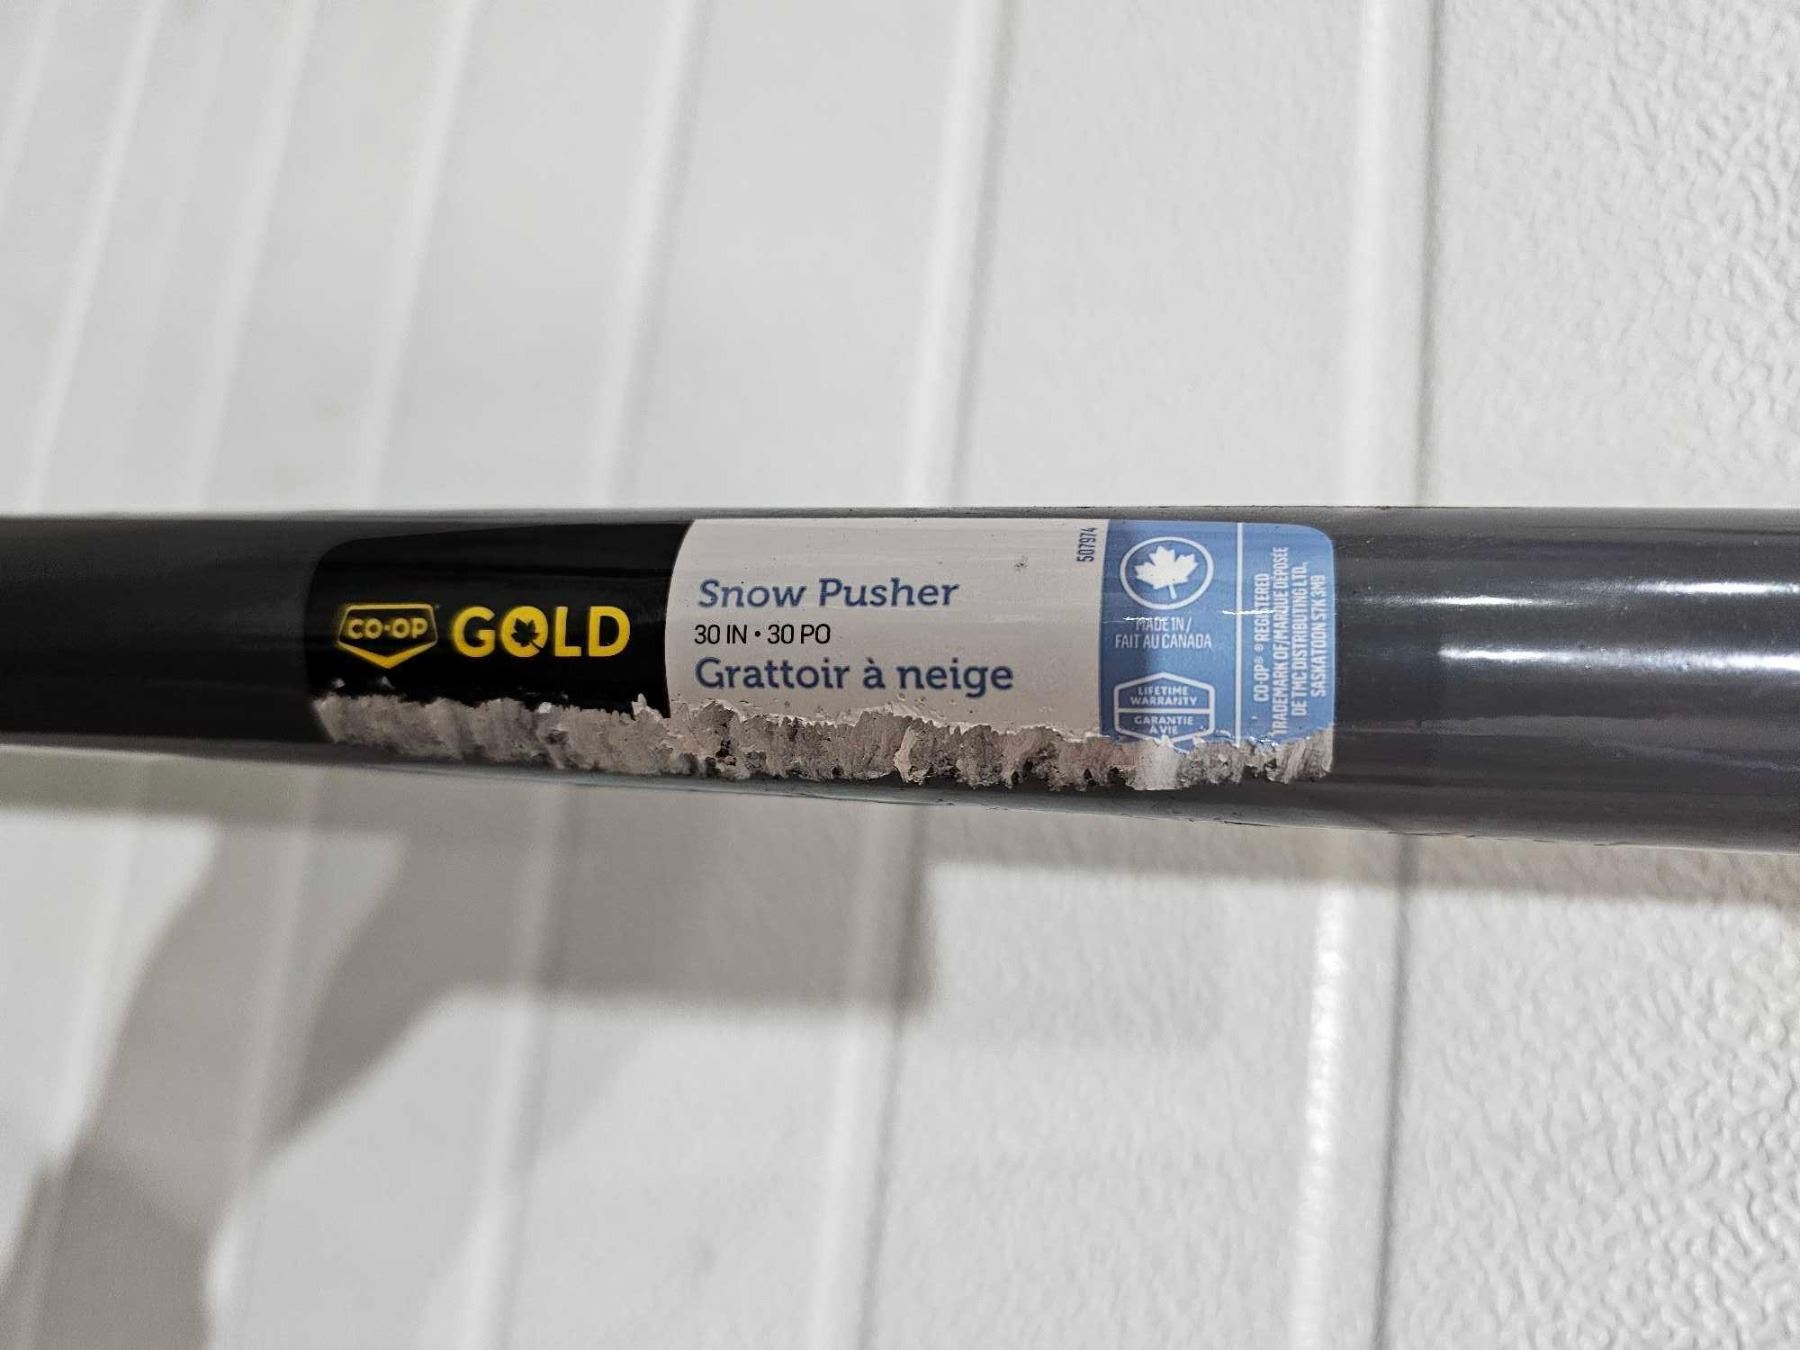 CO-OP GOLD
Snow Pusher
30 IN • 30 PO
Grattoir à neige
507974
MADE IN /
FAIT AU CANADA
LIFETIME
WARRANTY
GARANTIE
À VIE
CO-OP® ® REGISTERED
TRADEMARK OF/MARQUE DÉPOSÉE
DE TMC DISTRIBUTING LTD.,
SASKATOON S7K 3M9